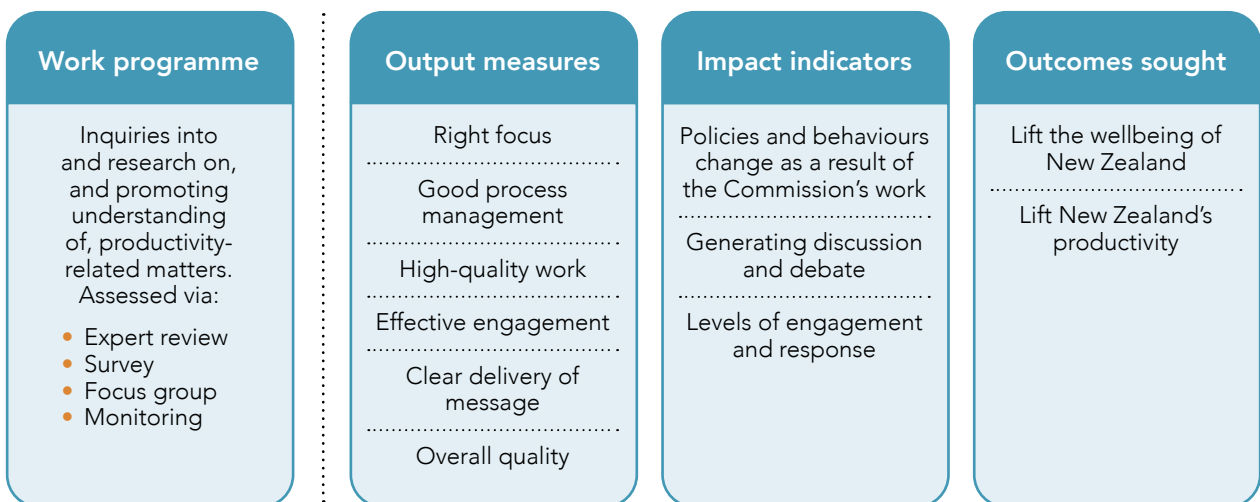 Work programme
Inquiries into
and research on,
and promoting
understanding
of, productivity-
related matters.
Assessed via:
• Expert review
• Survey
• Focus group
• Monitoring
Output measures
Right focus
Good process
management
High-quality work
Effective engagement
Clear delivery of
message
Overall quality
Impact indicators
Policies and behaviours
change as a result of
the Commission’s work
Generating discussion
and debate
Levels of engagement
and response
Outcomes sought
Lift the wellbeing of
New Zealand
Lift New Zealand’s
productivity